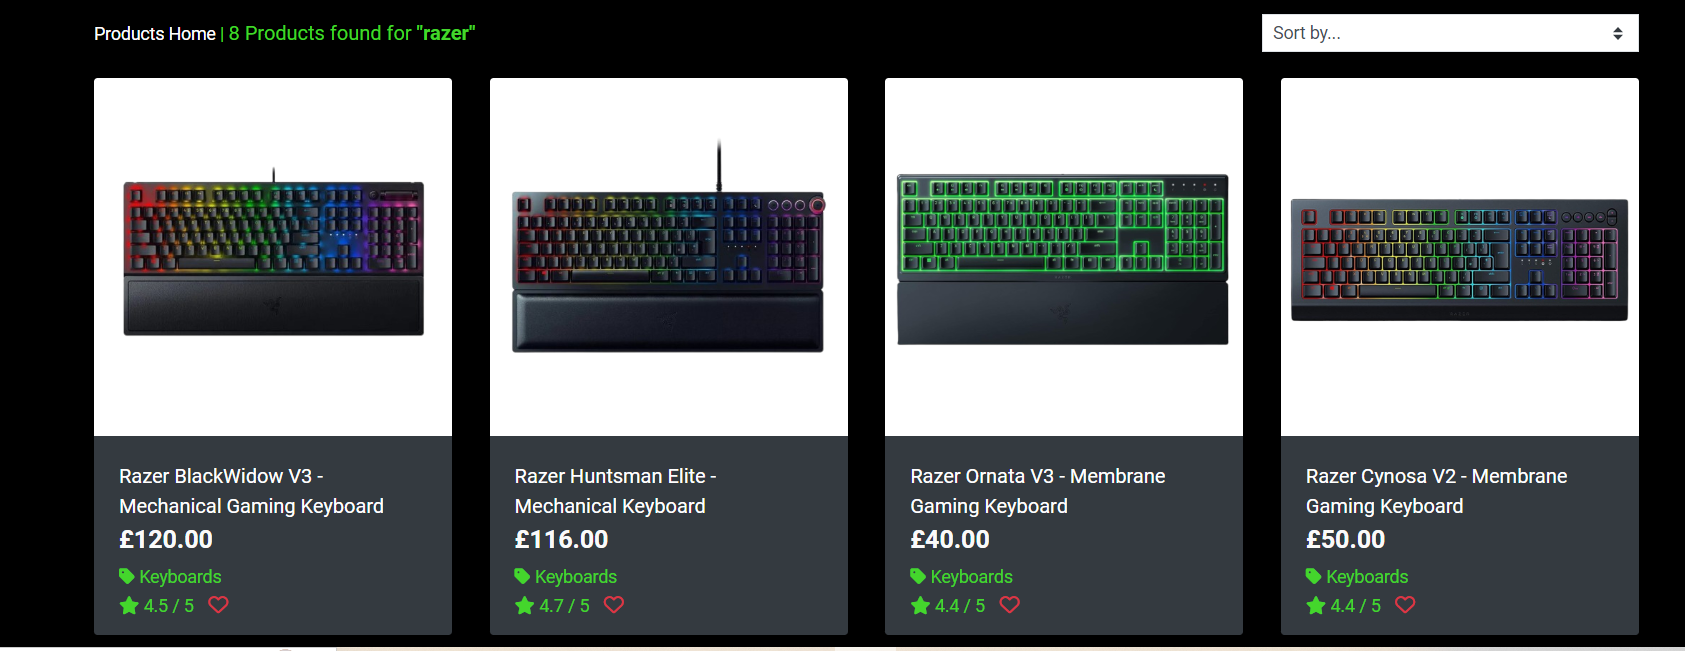 Products Home | 8 Products found for "razer"
Sort by...
Razer BlackWidow V3 -
Mechanical Gaming Keyboard
£120.00
Keyboards
4.5 / 5
Razer Huntsman Elite -
Mechanical Keyboard
£116.00
Keyboards
4.7 / 5
Razer Ornata V3 - Membrane
Gaming Keyboard
£40.00
Keyboards
4.4 / 5
Razer Cynosa V2 - Membrane
Gaming Keyboard
£50.00
Keyboards
4.4 / 5